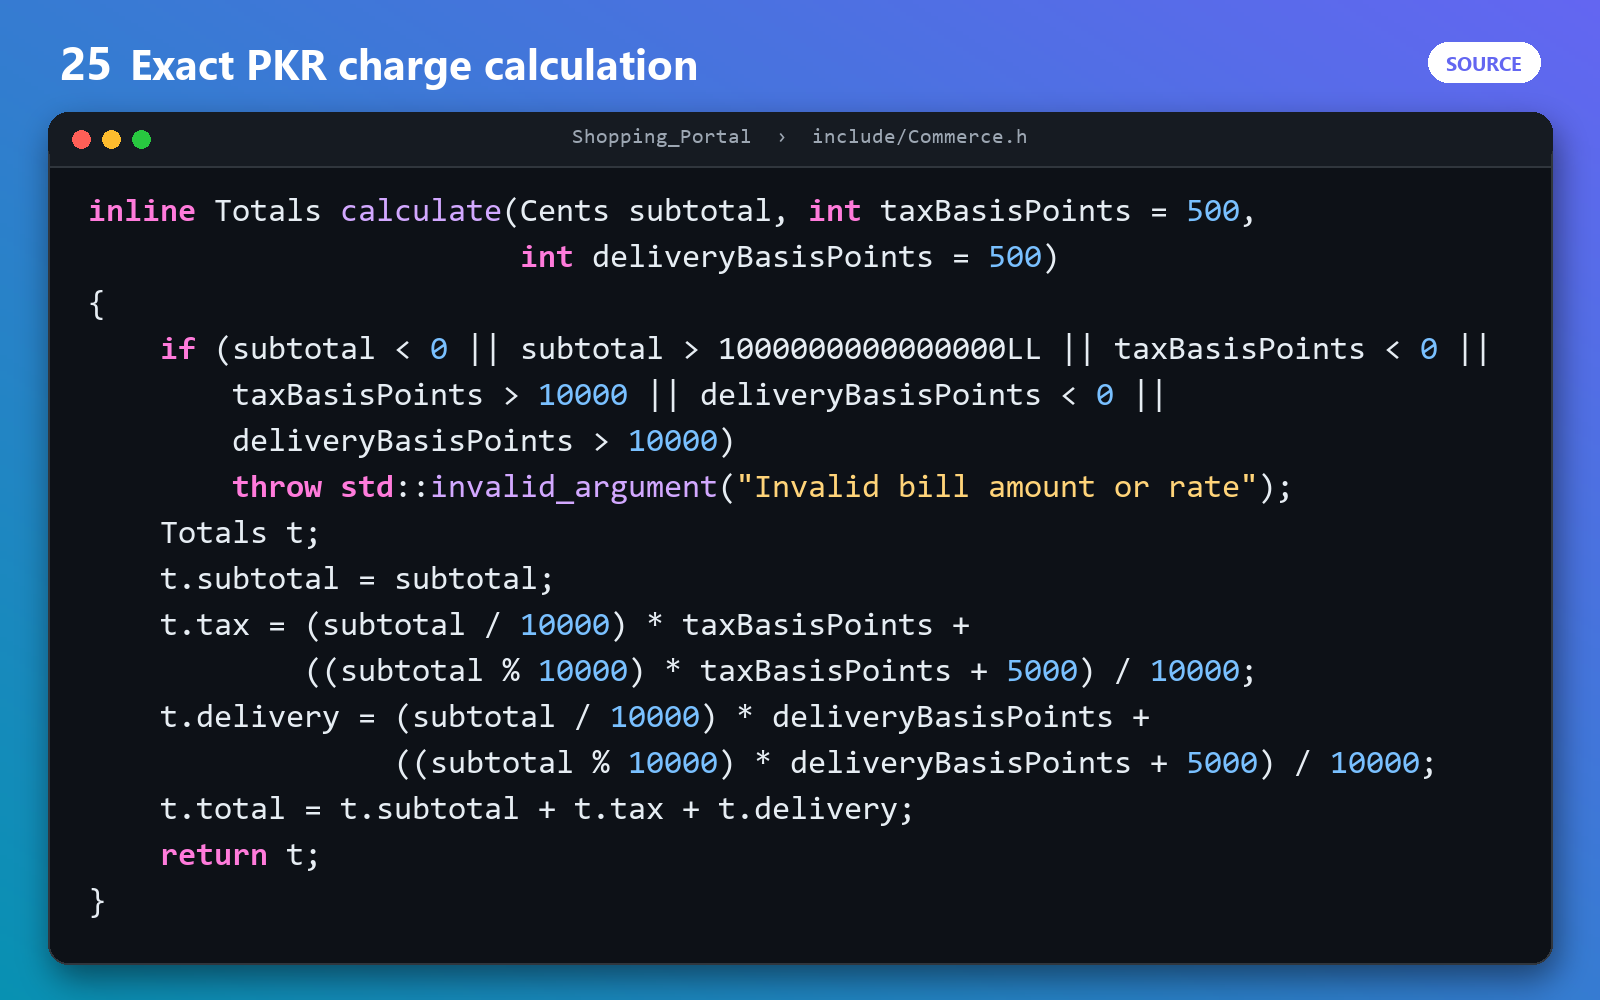 25 Exact PKR charge calculation
SOURCE
Shopping_Portal › include/Commerce.h
inline Totals calculate(Cents subtotal, int taxBasisPoints = 500,
                        int deliveryBasisPoints = 500)
{
    if (subtotal < 0 || subtotal > 1000000000000000LL || taxBasisPoints < 0 ||
        taxBasisPoints > 10000 || deliveryBasisPoints < 0 ||
        deliveryBasisPoints > 10000)
        throw std::invalid_argument("Invalid bill amount or rate");
    Totals t;
    t.subtotal = subtotal;
    t.tax = (subtotal / 10000) * taxBasisPoints +
            ((subtotal % 10000) * taxBasisPoints + 5000) / 10000;
    t.delivery = (subtotal / 10000) * deliveryBasisPoints +
                 ((subtotal % 10000) * deliveryBasisPoints + 5000) / 10000;
    t.total = t.subtotal + t.tax + t.delivery;
    return t;
}